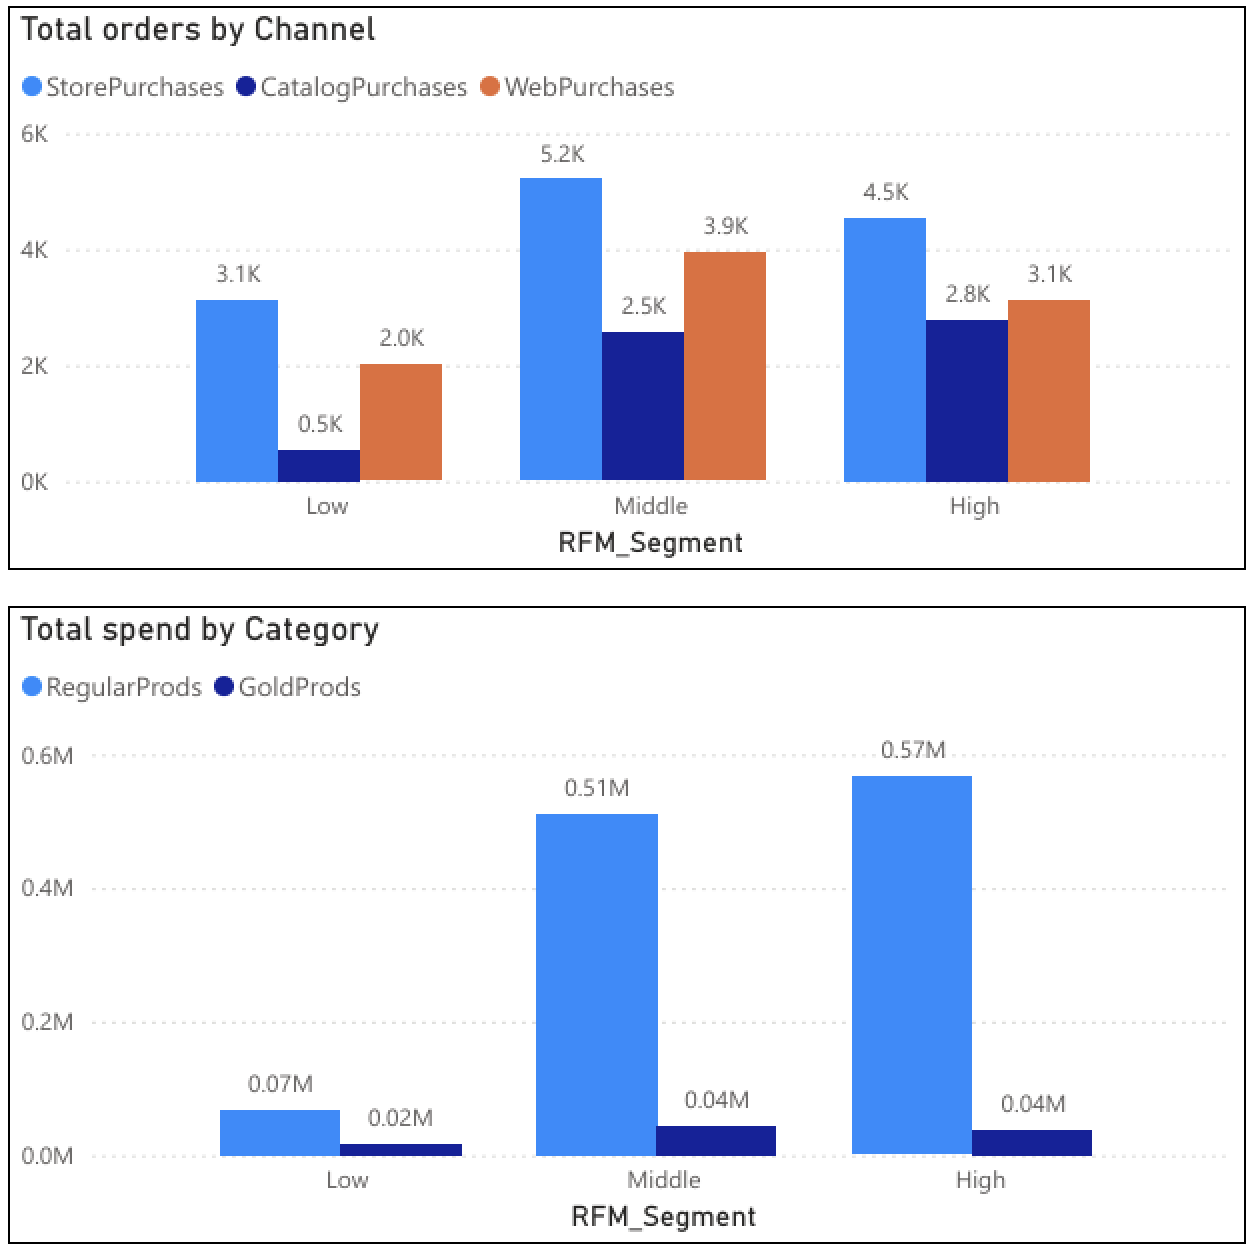 Total orders by Channel
StorePurchases CatalogPurchases WebPurchases
6K
5.2K
4.5K
3.9K
4K
3.1K
2.8K
3.1K
2.5K
2.0K
2K
0.5K
0K
Low Middle High
RFM_Segment
Total spend by Category
RegularProds GoldProds
0.6M
0.57M
0.51M
0.4M
0.2M
0.07M
0.02M
0.04M
0.04M
0.0M
Low Middle High
RFM_Segment